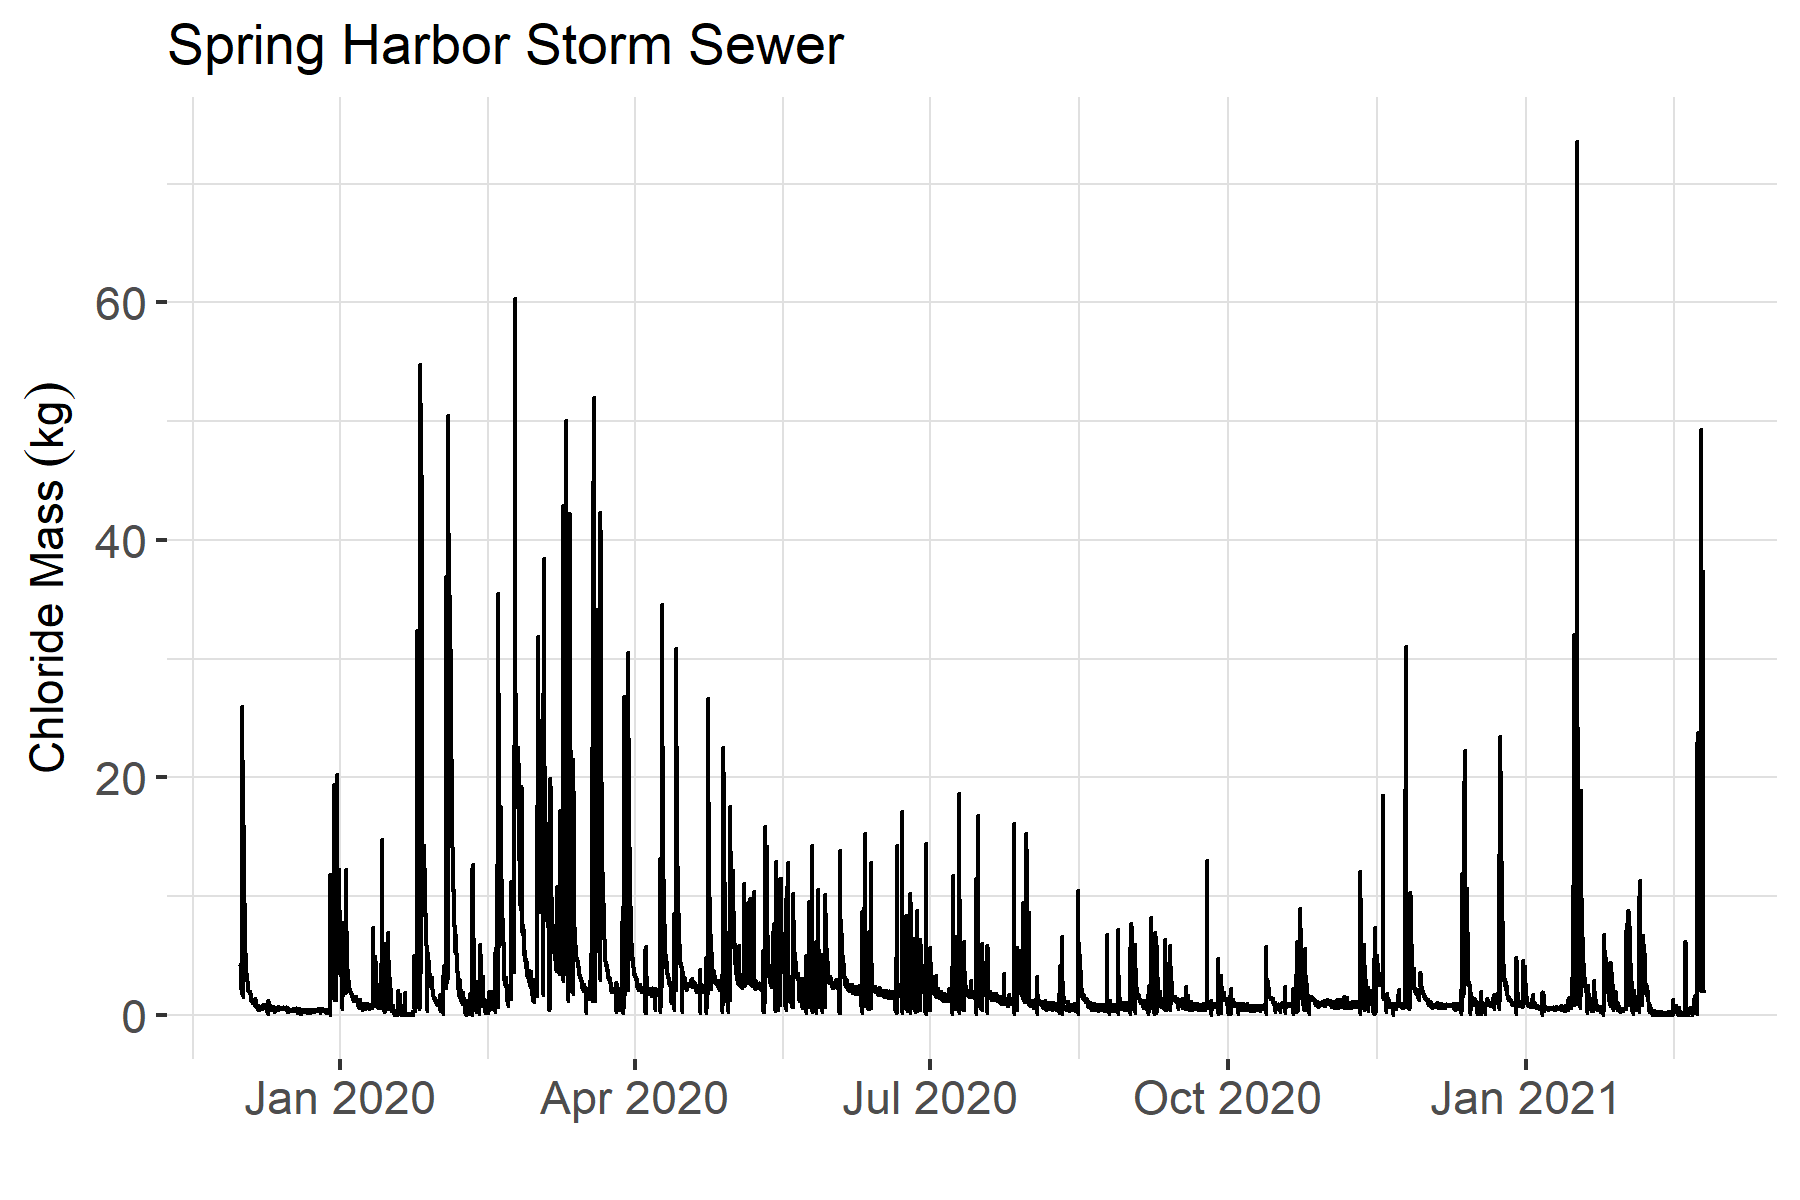 Spring Harbor Storm Sewer
Chloride Mass (kg)
60
40
20
0
Jan 2020 Apr 2020 Jul 2020 Oct 2020 Jan 2021